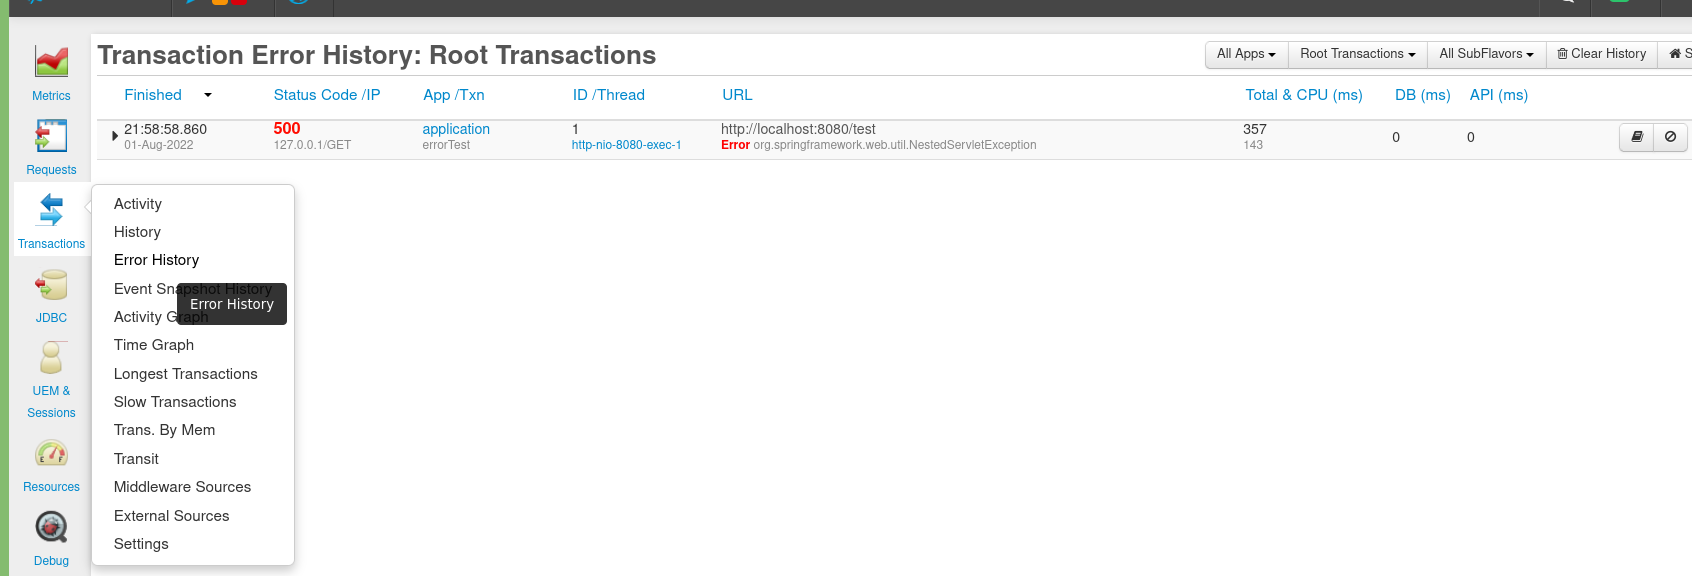 Transaction Error History: Root Transactions
All Apps Root Transactions All SubFlavors Clear History S
Finished Status Code /IP App /Txn ID /Thread URL Total & CPU (ms) DB (ms) API (ms)
21:58:58.860 500 application 1 http://localhost:8080/test 357 0 0
01-Aug-2022 127.0.0.1/GET errorTest http-nio-8080-exec-1 Error org.springframework.web.util.NestedServletException 143
Metrics
Requests
Transactions
JDBC
UEM &
Sessions
Resources
Debug
Activity
History
Error History
Event Snapshot History
Error History
Activity Graph
Time Graph
Longest Transactions
Slow Transactions
Trans. By Mem
Transit
Middleware Sources
External Sources
Settings